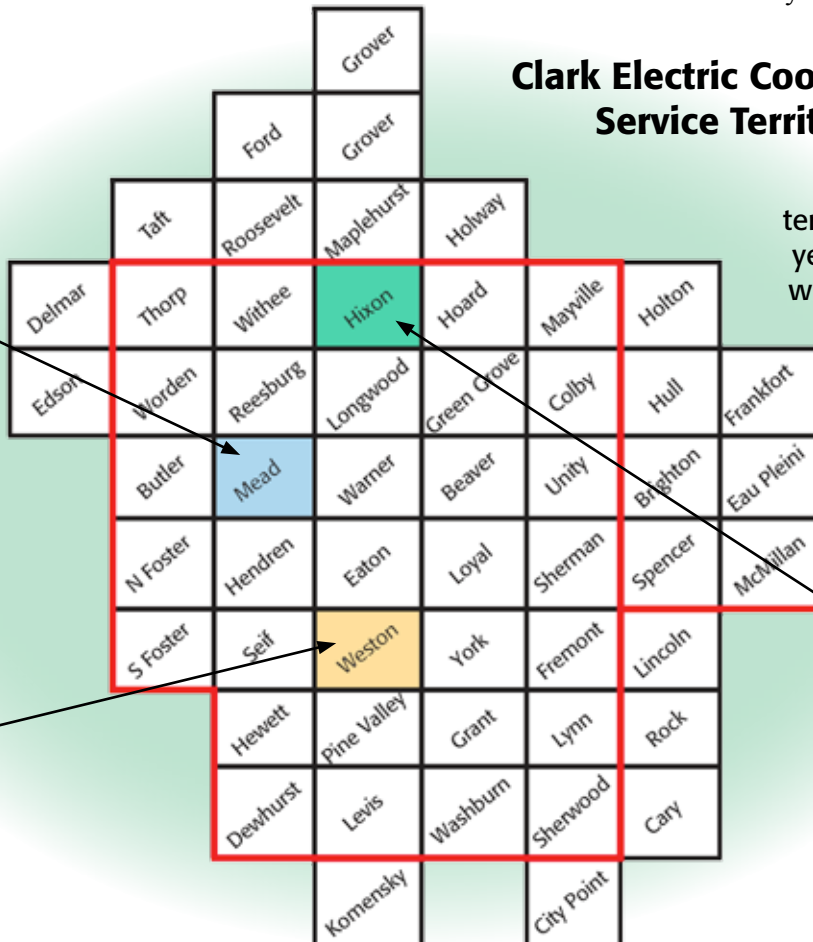 Grover
Clark Electric Coo
Service Territ
Ford
Grover
Taft
Roosevelt
Maplehurst
Holway
ter
ye
w
Delmar
Thorp
Withee
Hixon
Hoard
Mayville
Holton
Edson
Worden
Reesburg
Longwood
Green Grove
Colby
Hull
Frankfort
Butler
Mead
Warner
Beaver
Unity
Brighton
Eau Pleini
N Foster
Hendren
Eaton
Loyal
Sherman
Spencer
McMillan
S Foster
Seif
Weston
York
Fremont
Lincoln
Hewett
Pine Valley
Grant
Lynn
Rock
Dewhurst
Levis
Washburn
Sherwood
Cary
Komensky
City Point